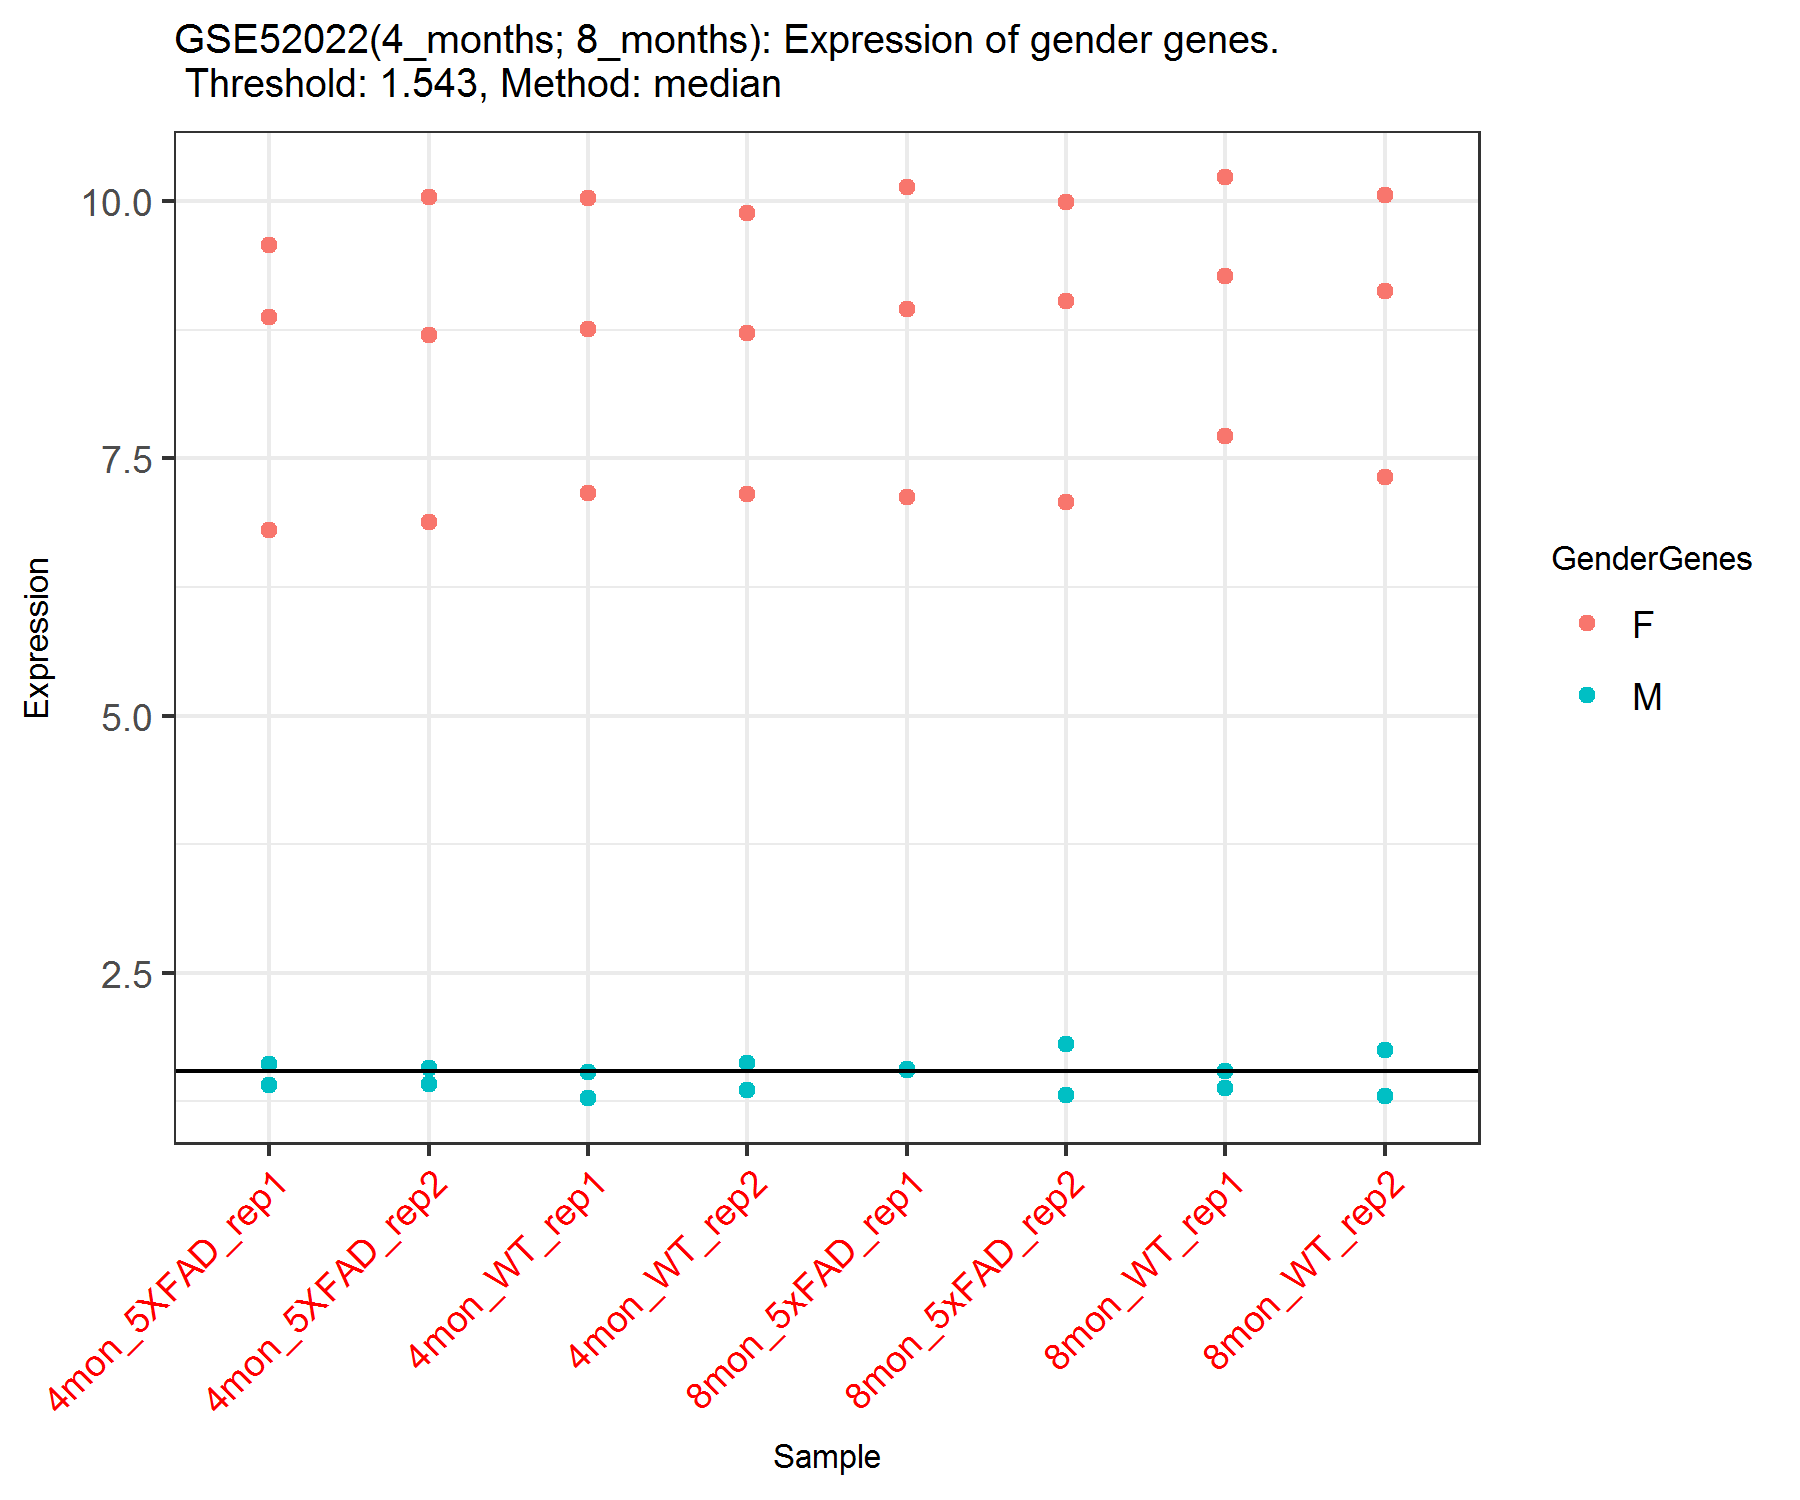 GSE52022(4_months; 8_months): Expression of gender genes.
Threshold: 1.543, Method: median
10.0
7.5
5.0
2.5
Expression
GenderGenes
F
M
4mon_5XFAD_rep1
4mon_5XFAD_rep2
4mon_WT_rep1
4mon_WT_rep2
8mon_5xFAD_rep1
8mon_5xFAD_rep2
8mon_WT_rep1
8mon_WT_rep2
Sample